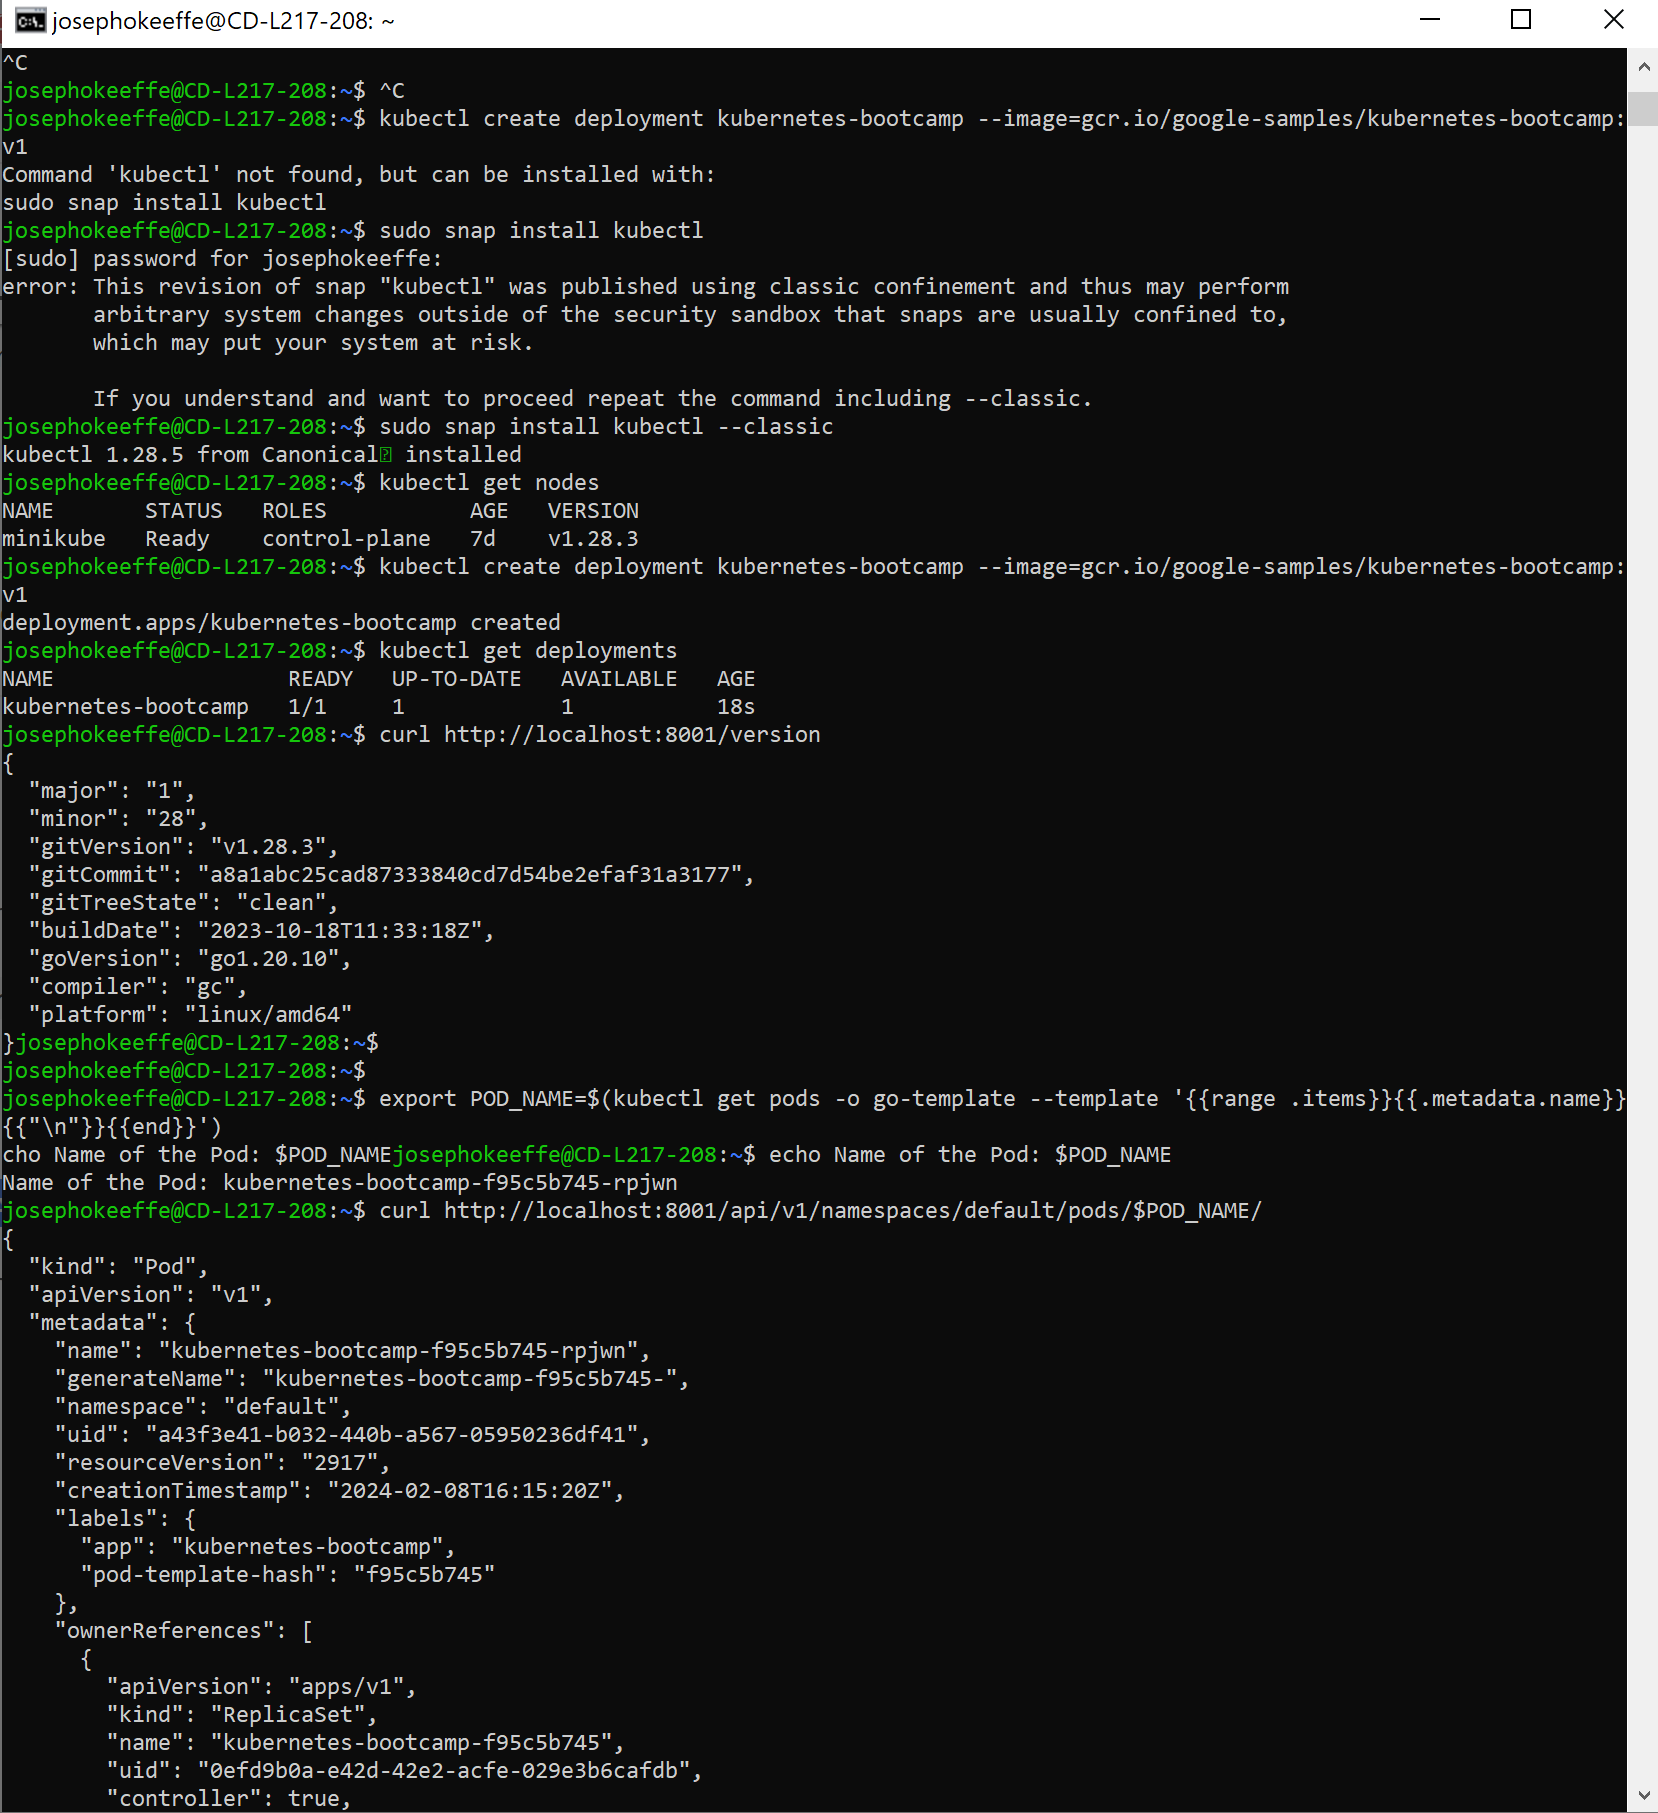 josephokeeffe@CD-L217-208: ~
^C
josephokeeffe@CD-L217-208:~$ ^C
josephokeeffe@CD-L217-208:~$ kubectl create deployment kubernetes-bootcamp --image=gcr.io/google-samples/kubernetes-bootcamp:
v1
Command 'kubectl' not found, but can be installed with:
sudo snap install kubectl
josephokeeffe@CD-L217-208:~$ sudo snap install kubectl
[sudo] password for josephokeeffe:
error: This revision of snap "kubectl" was published using classic confinement and thus may perform
       arbitrary system changes outside of the security sandbox that snaps are usually confined to,
       which may put your system at risk.

       If you understand and want to proceed repeat the command including --classic.
josephokeeffe@CD-L217-208:~$ sudo snap install kubectl --classic
kubectl 1.28.5 from Canonical installed
josephokeeffe@CD-L217-208:~$ kubectl get nodes
NAME       STATUS   ROLES           AGE   VERSION
minikube   Ready    control-plane   7d    v1.28.3
josephokeeffe@CD-L217-208:~$ kubectl create deployment kubernetes-bootcamp --image=gcr.io/google-samples/kubernetes-bootcamp:
v1
deployment.apps/kubernetes-bootcamp created
josephokeeffe@CD-L217-208:~$ kubectl get deployments
NAME                  READY   UP-TO-DATE   AVAILABLE   AGE
kubernetes-bootcamp   1/1     1            1           18s
josephokeeffe@CD-L217-208:~$ curl http://localhost:8001/version
{
  "major": "1",
  "minor": "28",
  "gitVersion": "v1.28.3",
  "gitCommit": "a8a1abc25cad87333840cd7d54be2efaf31a3177",
  "gitTreeState": "clean",
  "buildDate": "2023-10-18T11:33:18Z",
  "goVersion": "go1.20.10",
  "compiler": "gc",
  "platform": "linux/amd64"
}josephokeeffe@CD-L217-208:~$
josephokeeffe@CD-L217-208:~$
josephokeeffe@CD-L217-208:~$ export POD_NAME=$(kubectl get pods -o go-template --template '{{range .items}}{{.metadata.name}}
{{"\n"}}{{end}}')
cho Name of the Pod: $POD_NAMEjosephokeeffe@CD-L217-208:~$ echo Name of the Pod: $POD_NAME
Name of the Pod: kubernetes-bootcamp-f95c5b745-rpjwn
josephokeeffe@CD-L217-208:~$ curl http://localhost:8001/api/v1/namespaces/default/pods/$POD_NAME/
{
  "kind": "Pod",
  "apiVersion": "v1",
  "metadata": {
    "name": "kubernetes-bootcamp-f95c5b745-rpjwn",
    "generateName": "kubernetes-bootcamp-f95c5b745-",
    "namespace": "default",
    "uid": "a43f3e41-b032-440b-a567-05950236df41",
    "resourceVersion": "2917",
    "creationTimestamp": "2024-02-08T16:15:20Z",
    "labels": {
      "app": "kubernetes-bootcamp",
      "pod-template-hash": "f95c5b745"
    },
    "ownerReferences": [
      {
        "apiVersion": "apps/v1",
        "kind": "ReplicaSet",
        "name": "kubernetes-bootcamp-f95c5b745",
        "uid": "0efd9b0a-e42d-42e2-acfe-029e3b6cafdb",
        "controller": true,